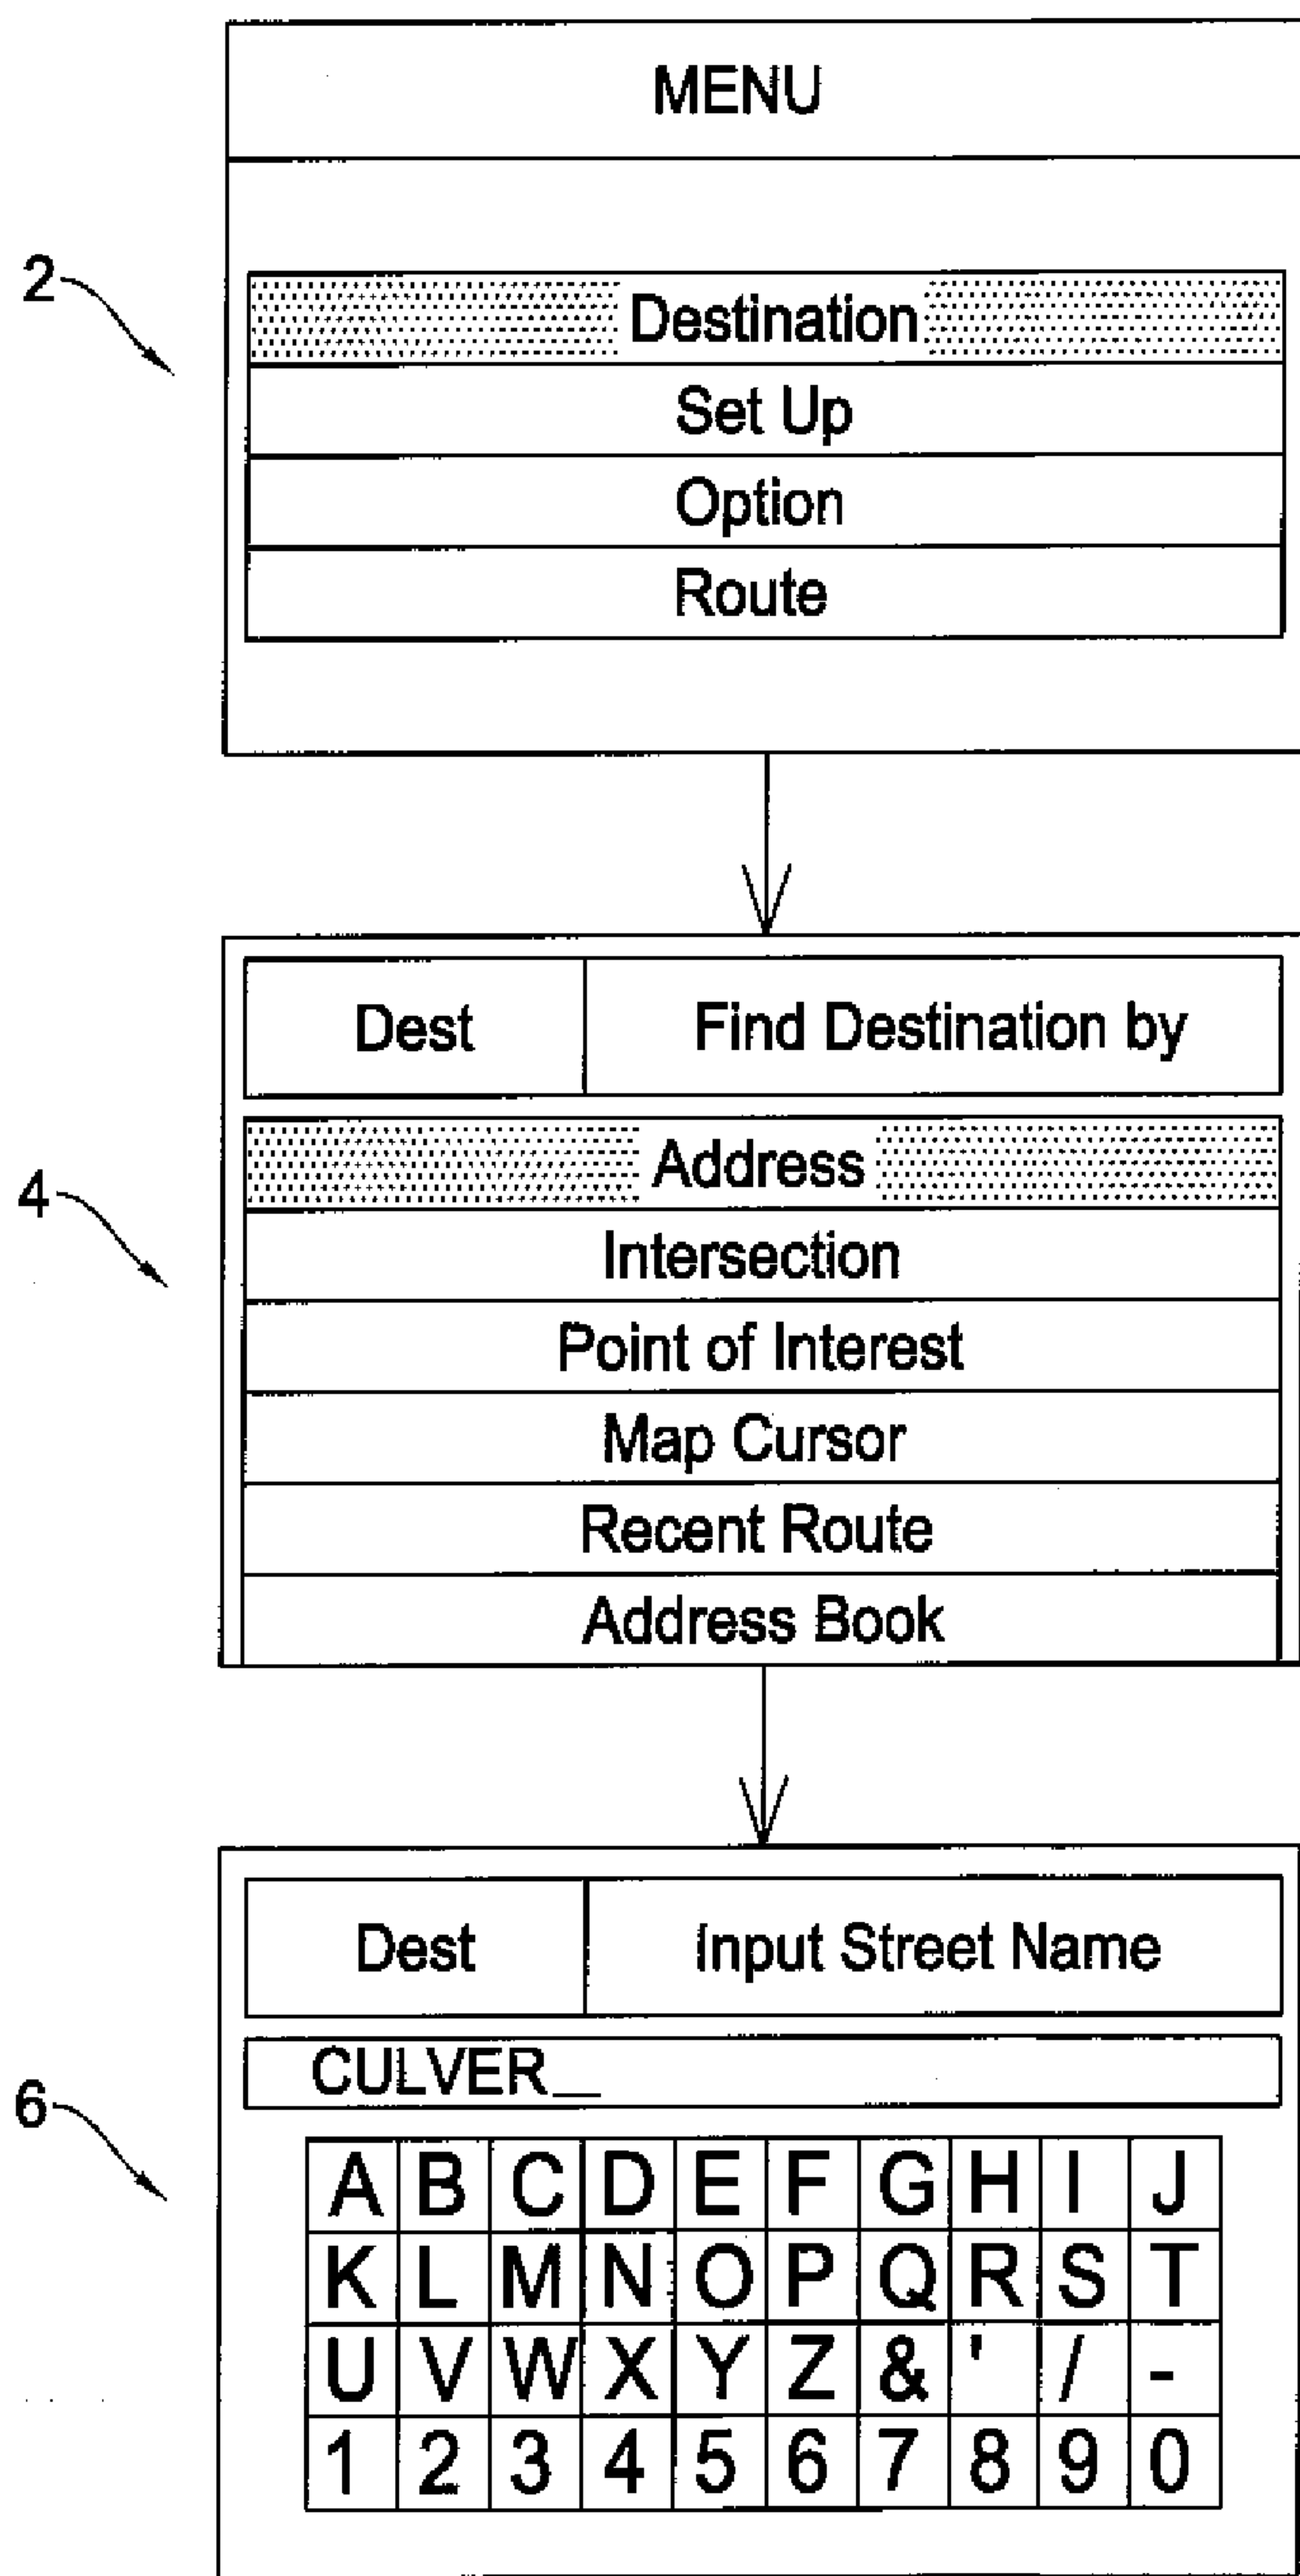 MENU
2
Destination
Set Up
Option
Route
Dest Find Destination by
4
Address
Intersection
Point of Interest
Map Cursor
Recent Route
Address Book
Dest Input Street Name
6
CULVER_
A B C D E F G H I J
K L M N O P Q R S T
U V W X Y Z & ' / -
1 2 3 4 5 6 7 8 9 0